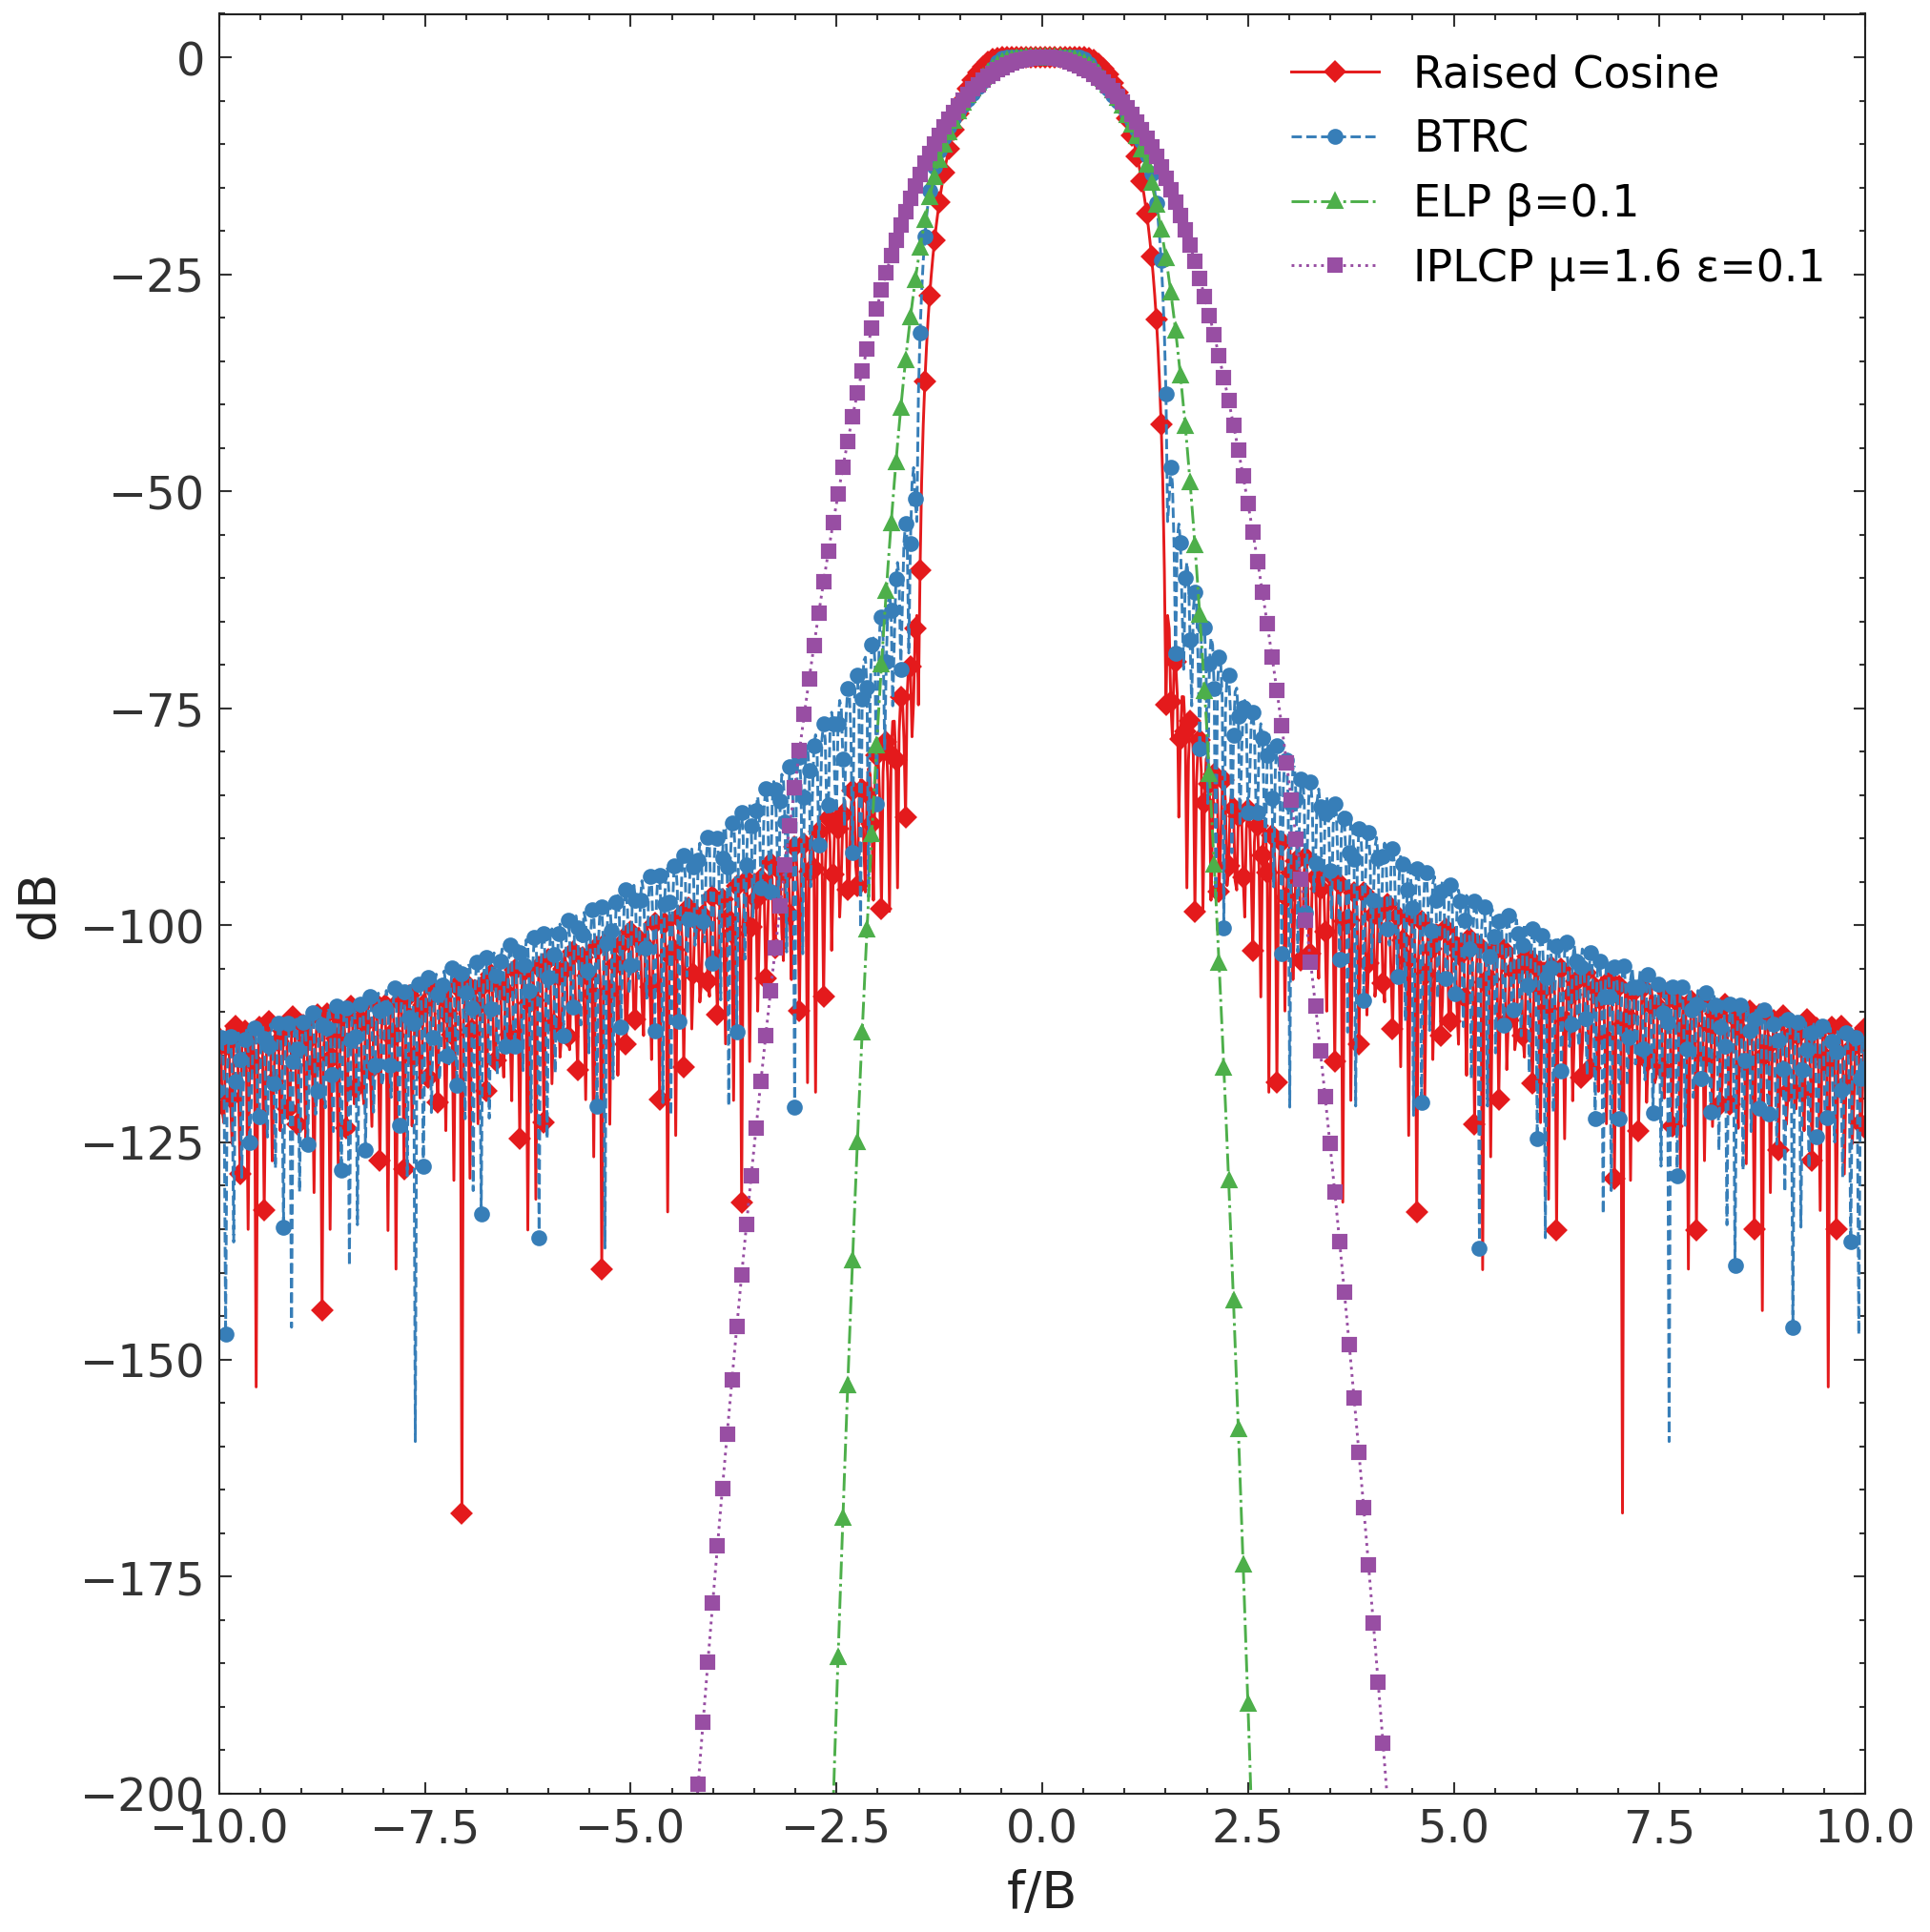 Raised Cosine
BTRC
ELP β=0.1
IPLCP μ=1.6 ε=0.1
dB
0
−25
−50
−75
−100
−125
−150
−175
−200
−10.0 −7.5 −5.0 −2.5 0.0 2.5 5.0 7.5 10.0
f/B